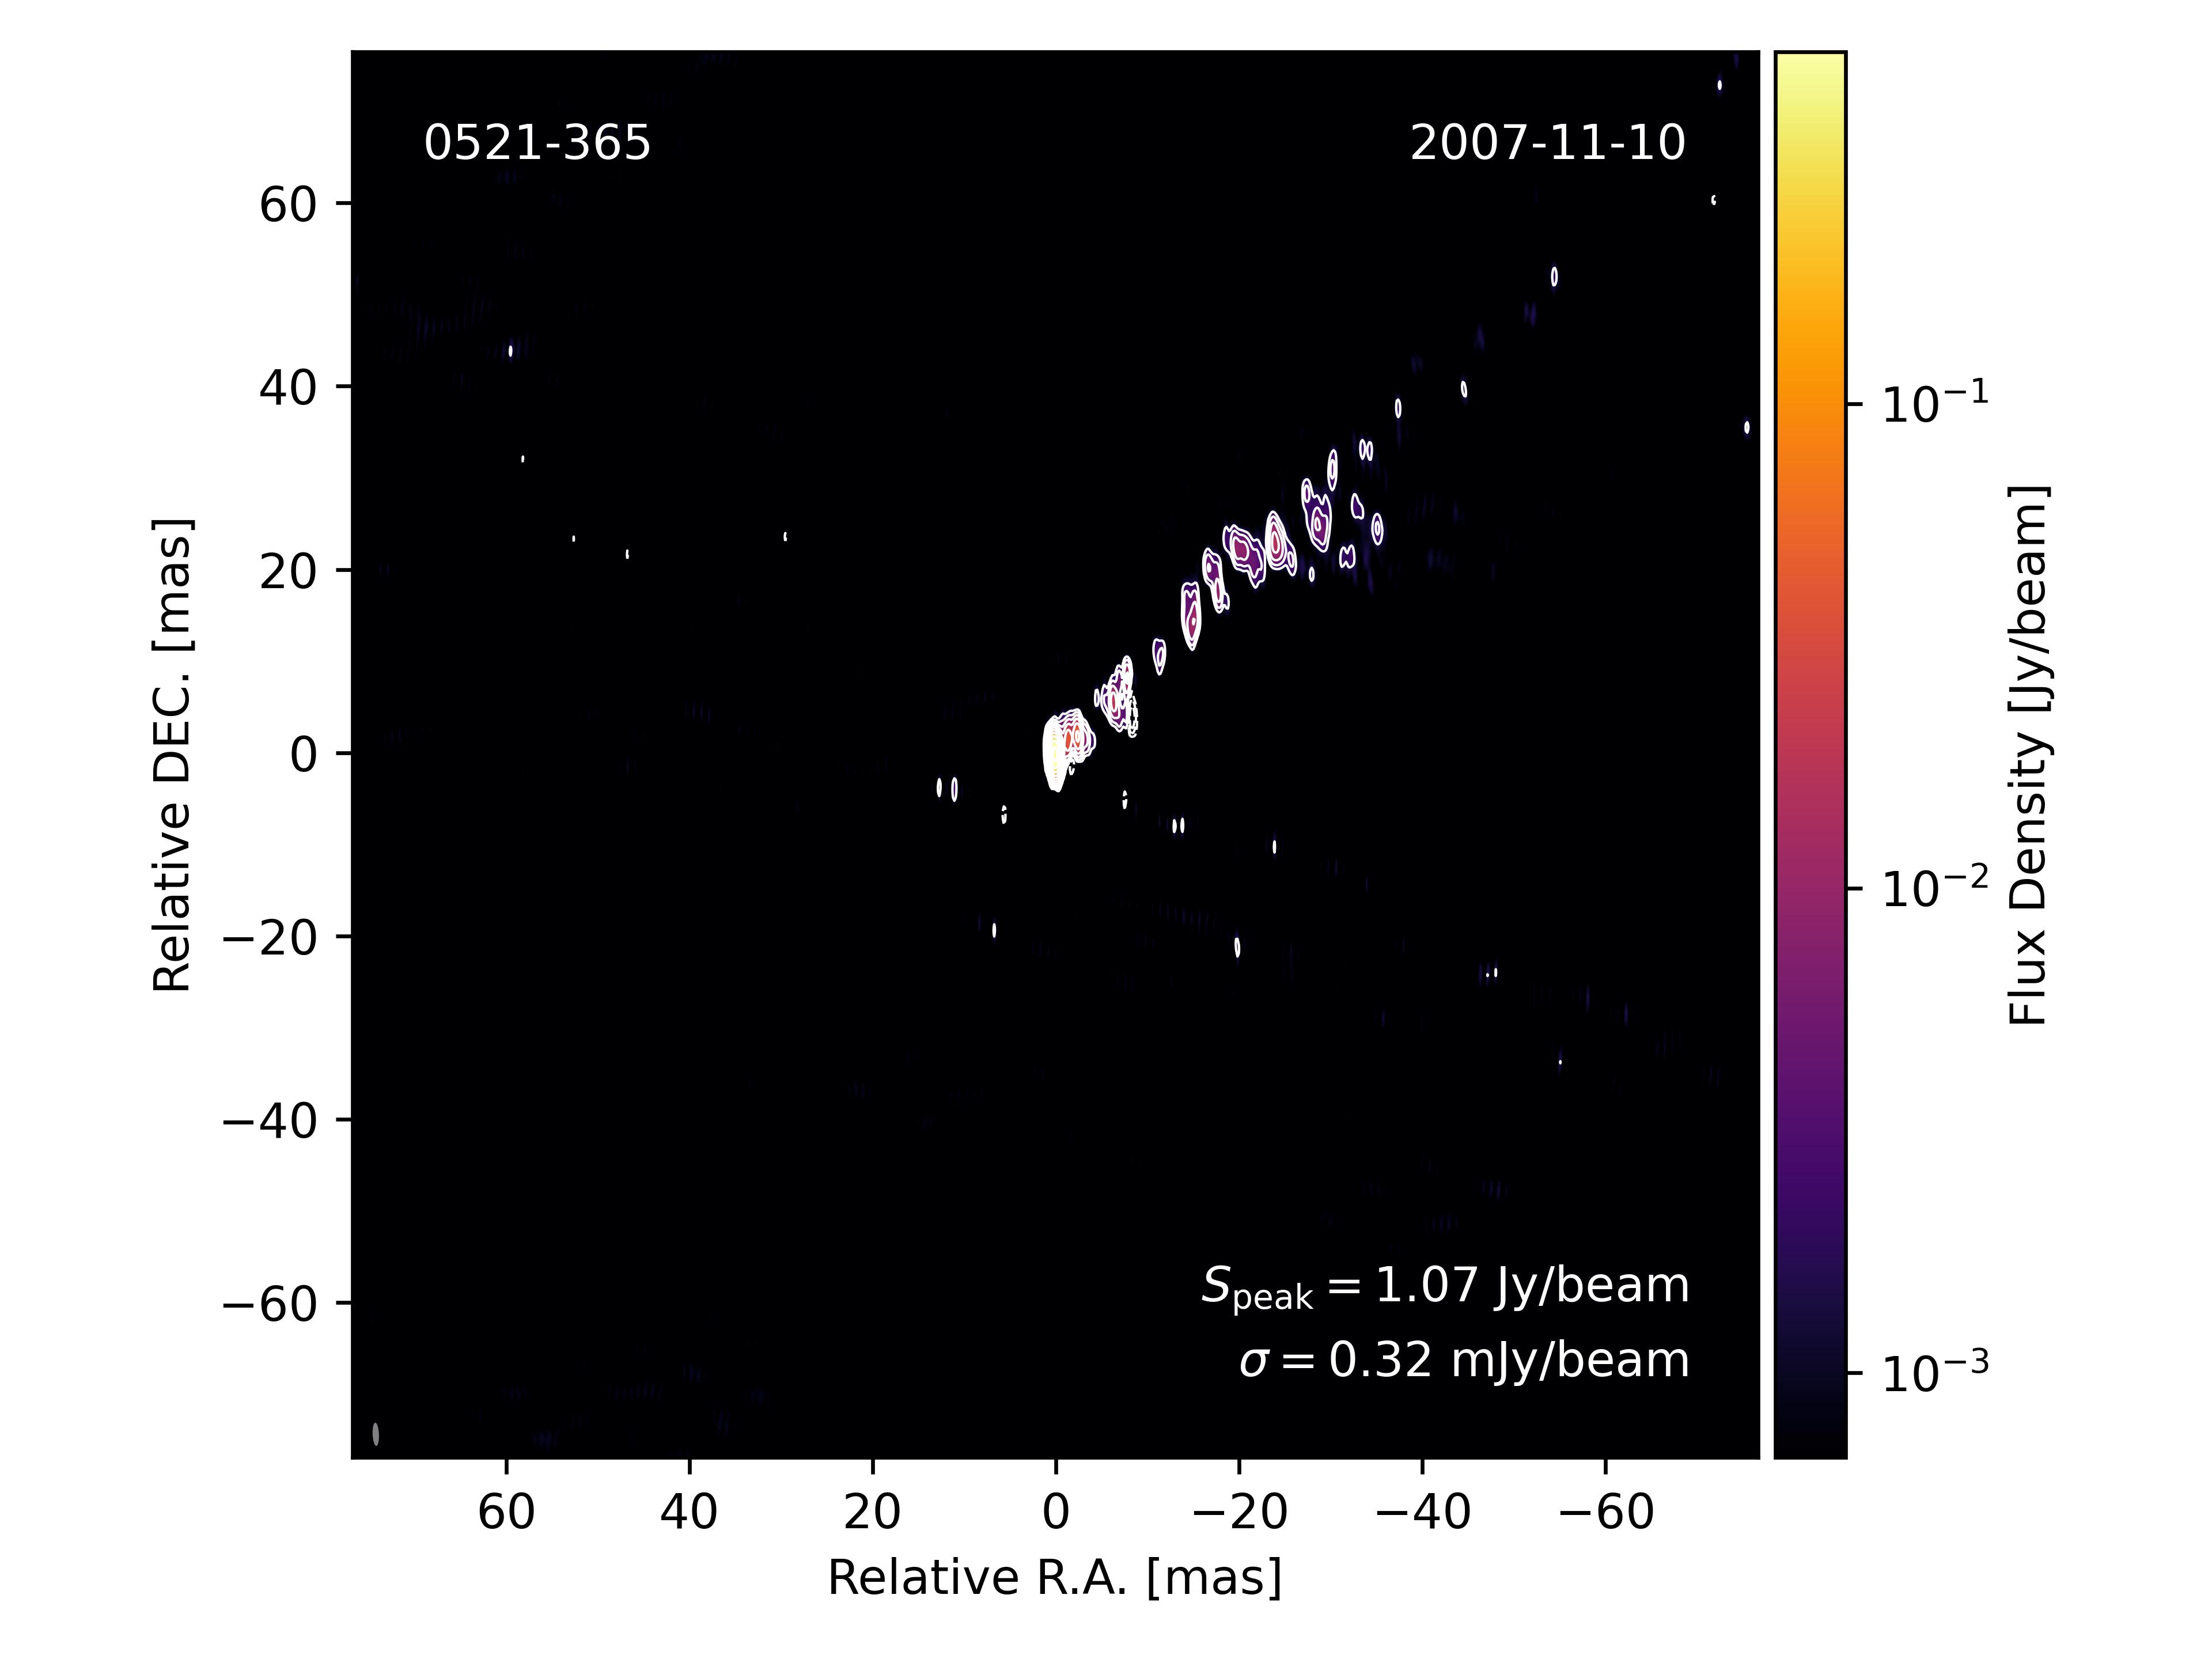 0521-365
2007-11-10
60
40
20
0
−20
−40
−60
Relative DEC. [mas]
S_peak = 1.07 Jy/beam
σ = 0.32 mJy/beam
60 40 20 0 −20 −40 −60
Relative R.A. [mas]
10⁻¹
10⁻²
10⁻³
Flux Density [Jy/beam]